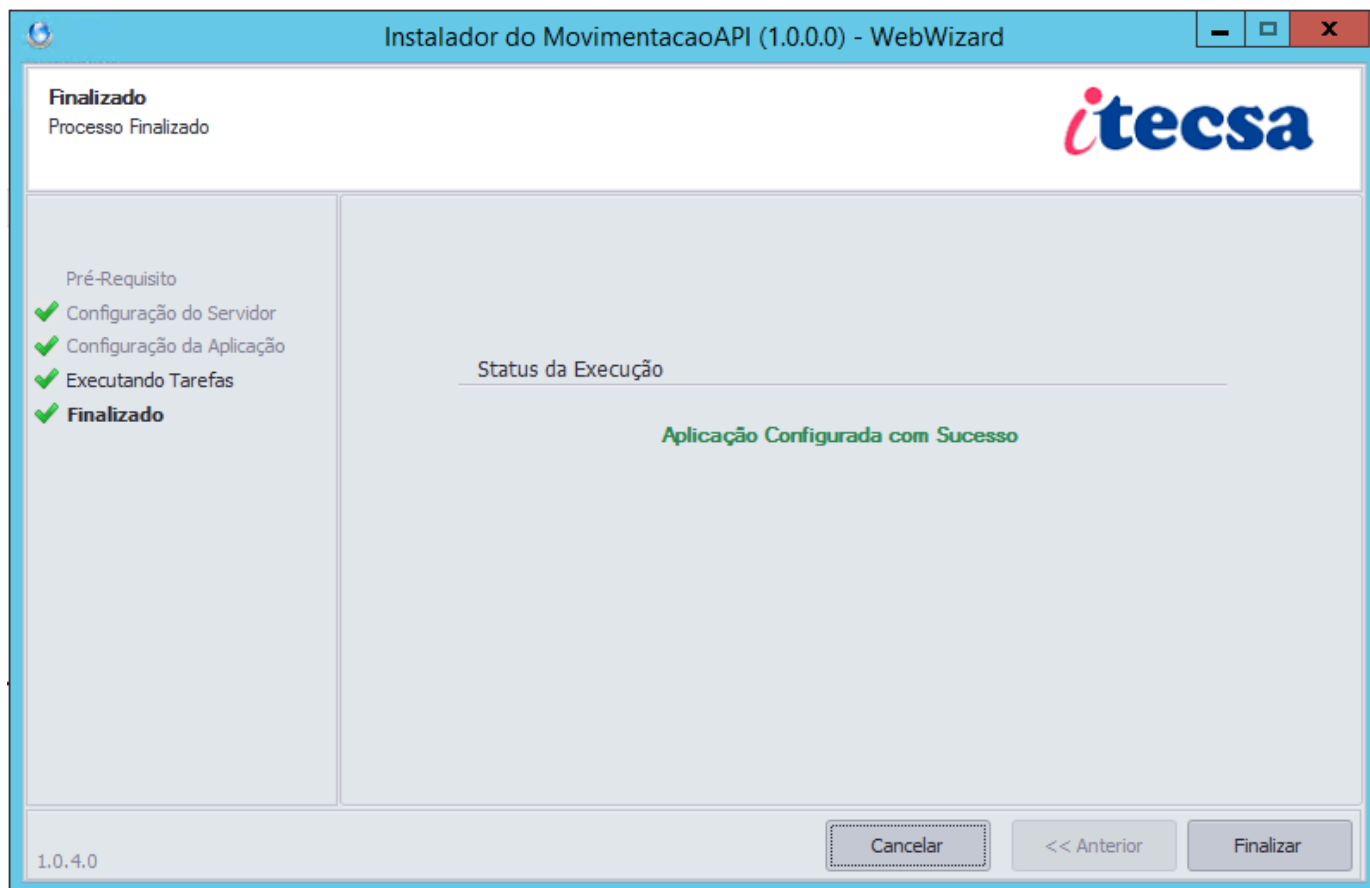 Instalador do MovimentacaoAPI (1.0.0.0) - WebWizard
Finalizado
Processo Finalizado
itecsa
Pré-Requisito
Configuração do Servidor
Configuração da Aplicação
Executando Tarefas
Finalizado
Status da Execução
Aplicação Configurada com Sucesso
1.0.4.0
Cancelar
<< Anterior
Finalizar